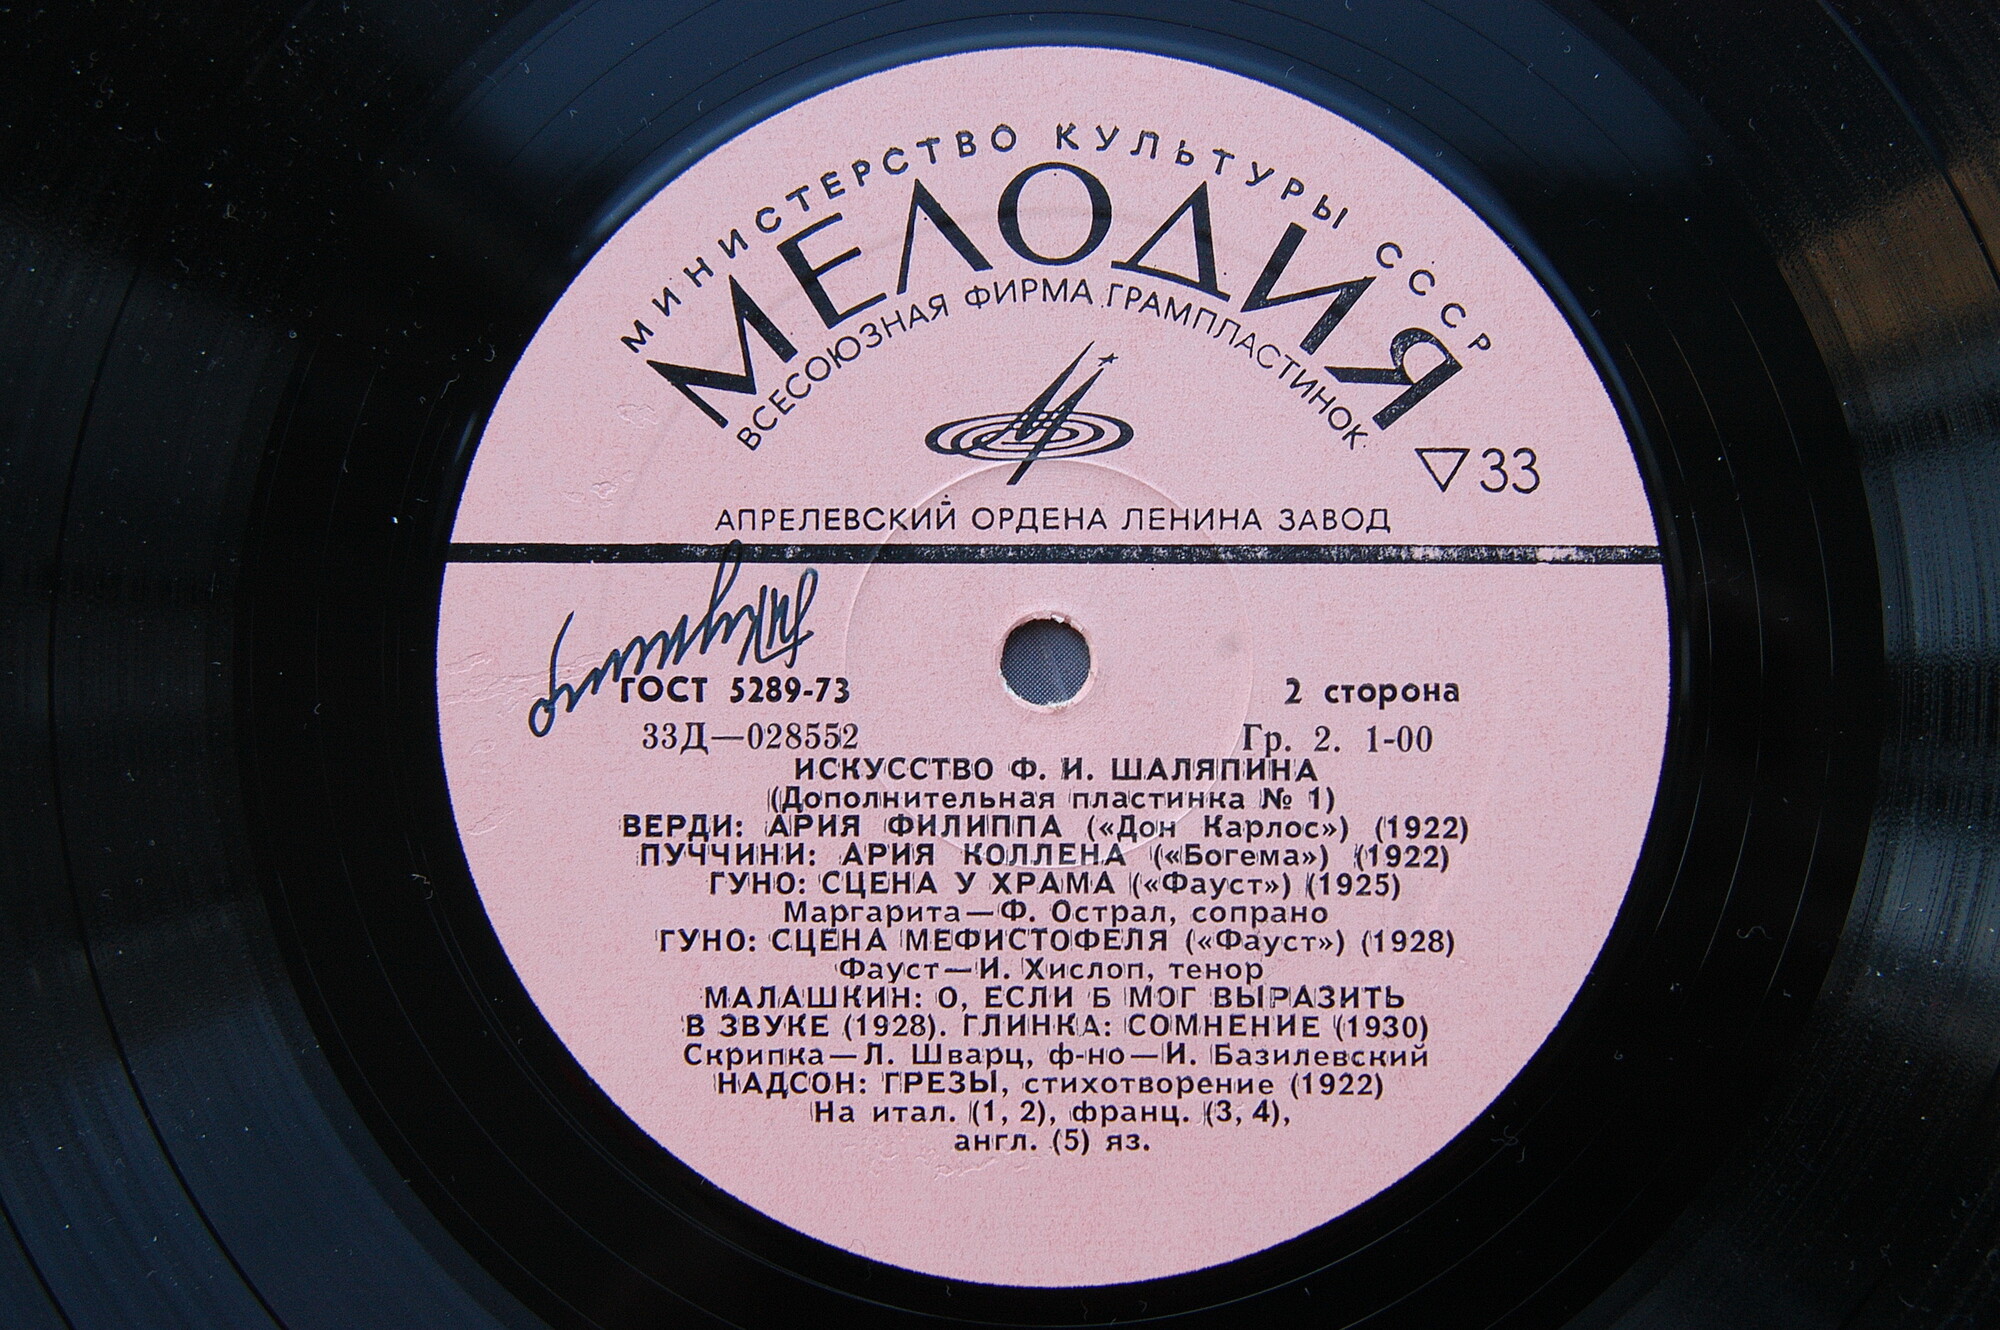 МИНИСТЕРСТВО КУЛЬТУРЫ СССР
МЕЛОДИЯ
ВСЕСОЮЗНАЯ ФИРМА ГРАМПЛАСТИНОК
▽33
АПРЕЛЕВСКИЙ ОРДЕНА ЛЕНИНА ЗАВОД
ГОСТ 5289-73 2 сторона
33Д—028552 Гр. 2. 1-00
ИСКУССТВО Ф. И. ШАЛЯПИНА
(Дополнительная пластинка № 1)
ВЕРДИ: АРИЯ ФИЛИППА («Дон Карлос») (1922)
ПУЧЧИНИ: АРИЯ КОЛЛЕНА («Богема») (1922)
ГУНО: СЦЕНА У ХРАМА («Фауст») (1925)
Маргарита—Ф. Острал, сопрано
ГУНО: СЦЕНА МЕФИСТОФЕЛЯ («Фауст») (1928)
Фауст—И. Хислоп, тенор
МАЛАШКИН: О, ЕСЛИ Б МОГ ВЫРАЗИТЬ
В ЗВУКЕ (1928). ГЛИНКА: СОМНЕНИЕ (1930)
Скрипка—Л. Шварц, ф-но—И. Базилевский
НАДСОН: ГРЕЗЫ, стихотворение (1922)
На итал. (1, 2), франц. (3, 4),
англ. (5) яз.